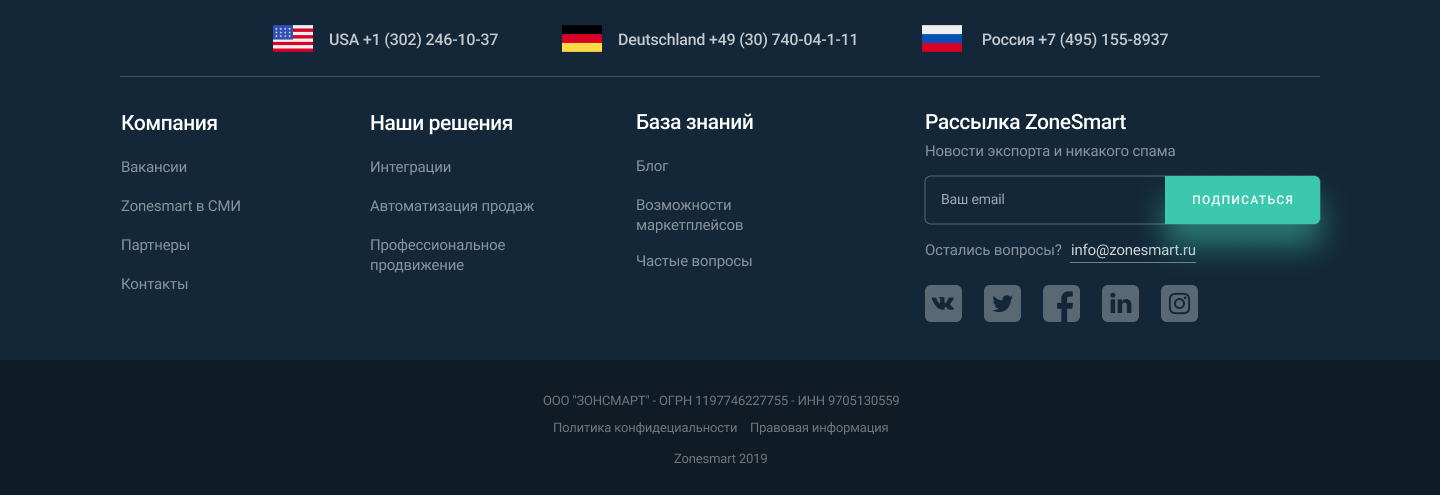 USA +1 (302) 246-10-37
Deutschland +49 (30) 740-04-1-11
Россия +7 (495) 155-8937
Компания
Вакансии
Zonesmart в СМИ
Партнеры
Контакты
Наши решения
Интеграции
Автоматизация продаж
Профессиональное
продвижение
База знаний
Блог
Возможности
маркетплейсов
Частые вопросы
Рассылка ZoneSmart
Новости экспорта и никакого спама
Ваш email
ПОДПИСАТЬСЯ
Остались вопросы? info@zonesmart.ru
ООО "ЗОНСМАРТ" - ОГРН 1197746227755 - ИНН 9705130559
Политика конфидециальности Правовая информация
Zonesmart 2019